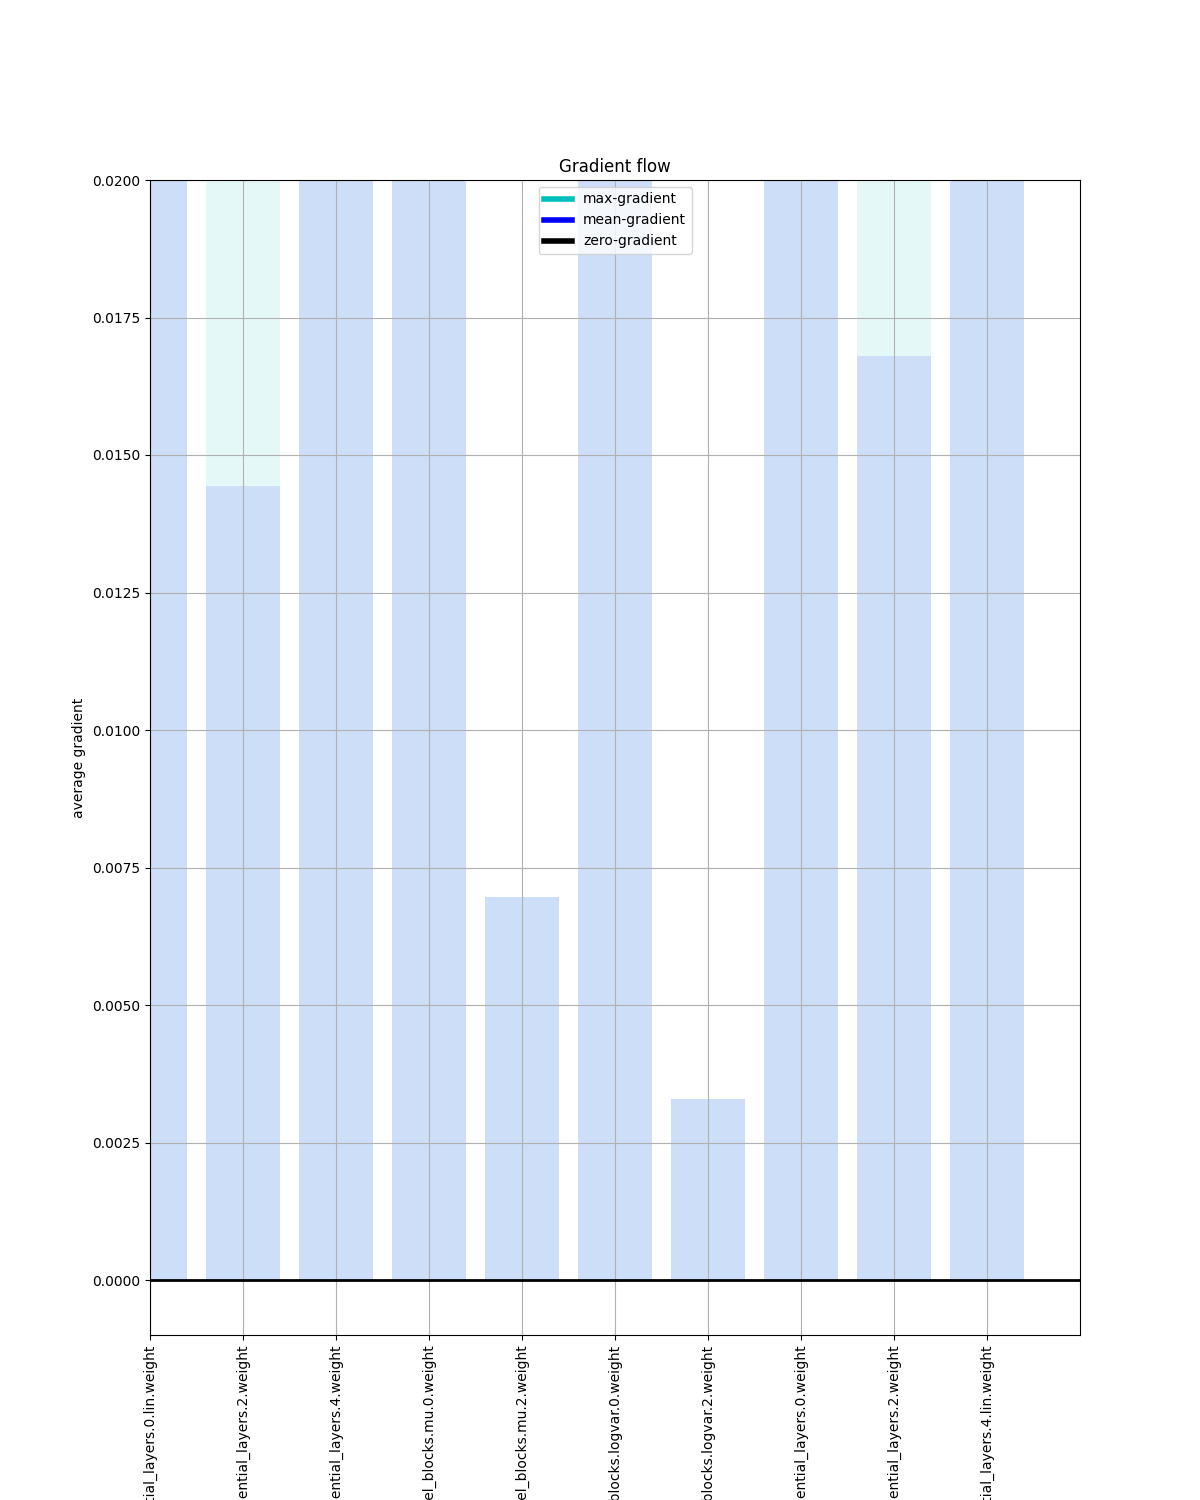 Gradient flow
max-gradient
mean-gradient
zero-gradient
0.0200
0.0175
0.0150
0.0125
0.0100
0.0075
0.0050
0.0025
0.0000
average gradient
tial_layers.0.lin.weight
ential_layers.2.weight
ential_layers.4.weight
el_blocks.mu.0.weight
el_blocks.mu.2.weight
blocks.logvar.0.weight
blocks.logvar.2.weight
ential_layers.0.weight
ential_layers.2.weight
tial_layers.4.lin.weight